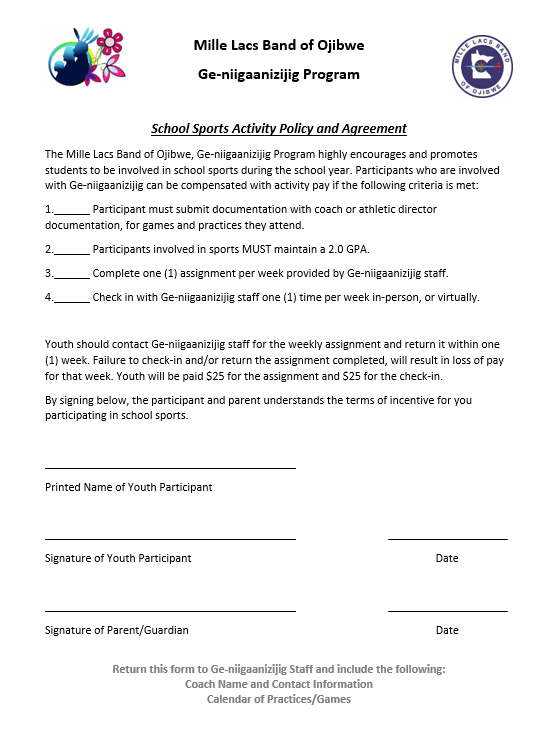 Mille Lacs Band of Ojibwe
Ge-niigaanizijig Program
MILLE LACS BAND
OF OJIBWE
School Sports Activity Policy and Agreement
The Mille Lacs Band of Ojibwe, Ge-niigaanizijig Program highly encourages and promotes
students to be involved in school sports during the school year. Participants who are involved
with Ge-niigaanizijig can be compensated with activity pay if the following criteria is met:
1.______ Participant must submit documentation with coach or athletic director
documentation, for games and practices they attend.
2.______ Participants involved in sports MUST maintain a 2.0 GPA.
3.______ Complete one (1) assignment per week provided by Ge-niigaanizijig staff.
4.______ Check in with Ge-niigaanizijig staff one (1) time per week in-person, or virtually.
Youth should contact Ge-niigaanizijig staff for the weekly assignment and return it within one
(1) week. Failure to check-in and/or return the assignment completed, will result in loss of pay
for that week. Youth will be paid $25 for the assignment and $25 for the check-in.
By signing below, the participant and parent understands the terms of incentive for you
participating in school sports.
Printed Name of Youth Participant
Signature of Youth Participant Date
Signature of Parent/Guardian Date
Return this form to Ge-niigaanizijig Staff and include the following:
Coach Name and Contact Information
Calendar of Practices/Games